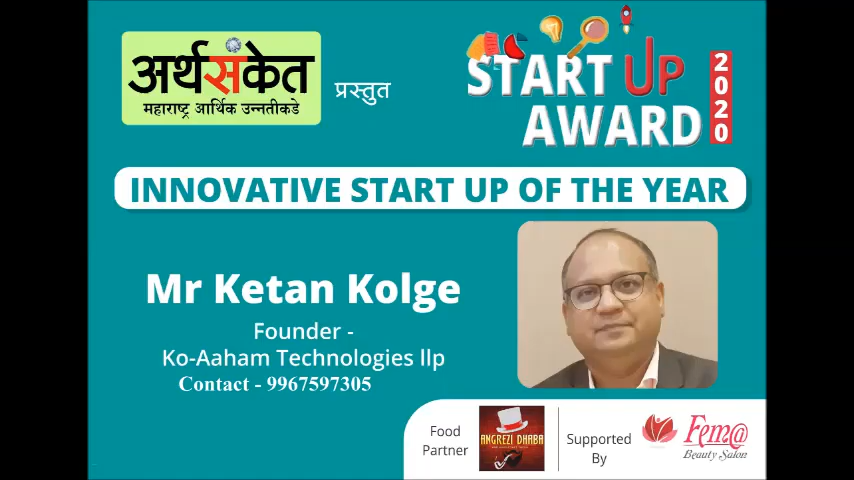 अर्थसंकेत
महाराष्ट्र आर्थिक उन्नतीकडे
प्रस्तुत
START UP
AWARD
2020
INNOVATIVE START UP OF THE YEAR
Mr Ketan Kolge
Founder -
Ko-Aaham Technologies llp
Contact - 9967597305
Food
Partner
ANGREZI DHABA
Supported
By
Fem@
Beauty Salon